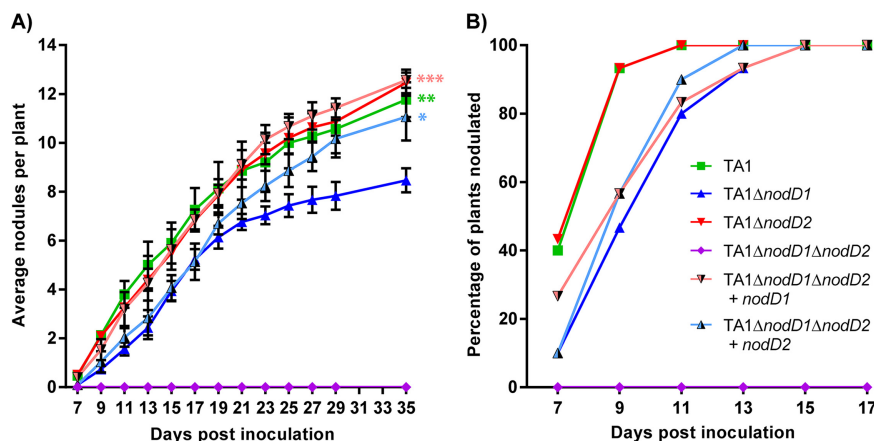 A)
Average nodules per plant
14
12
10
8
6
4
2
0
7 9 11 13 15 17 19 21 23 25 27 29 31 33 35
Days post inoculation
***
**
*
B)
Percentage of plants nodulated
100
80
60
40
20
0
7 9 11 13 15 17
Days post inoculation
TA1
TA1ΔnodD1
TA1ΔnodD2
TA1ΔnodD1ΔnodD2
TA1ΔnodD1ΔnodD2
+ nodD1
TA1ΔnodD1ΔnodD2
+ nodD2